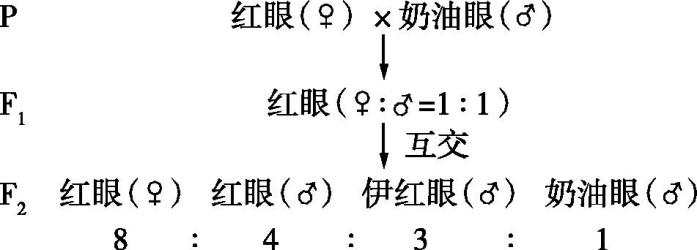 P 红眼(♀) × 奶油眼(♂)
F₁ 红眼(♀:♂=1:1)
互交
F₂ 红眼(♀) 红眼(♂) 伊红眼(♂) 奶油眼(♂)
8 : 4 : 3 : 1